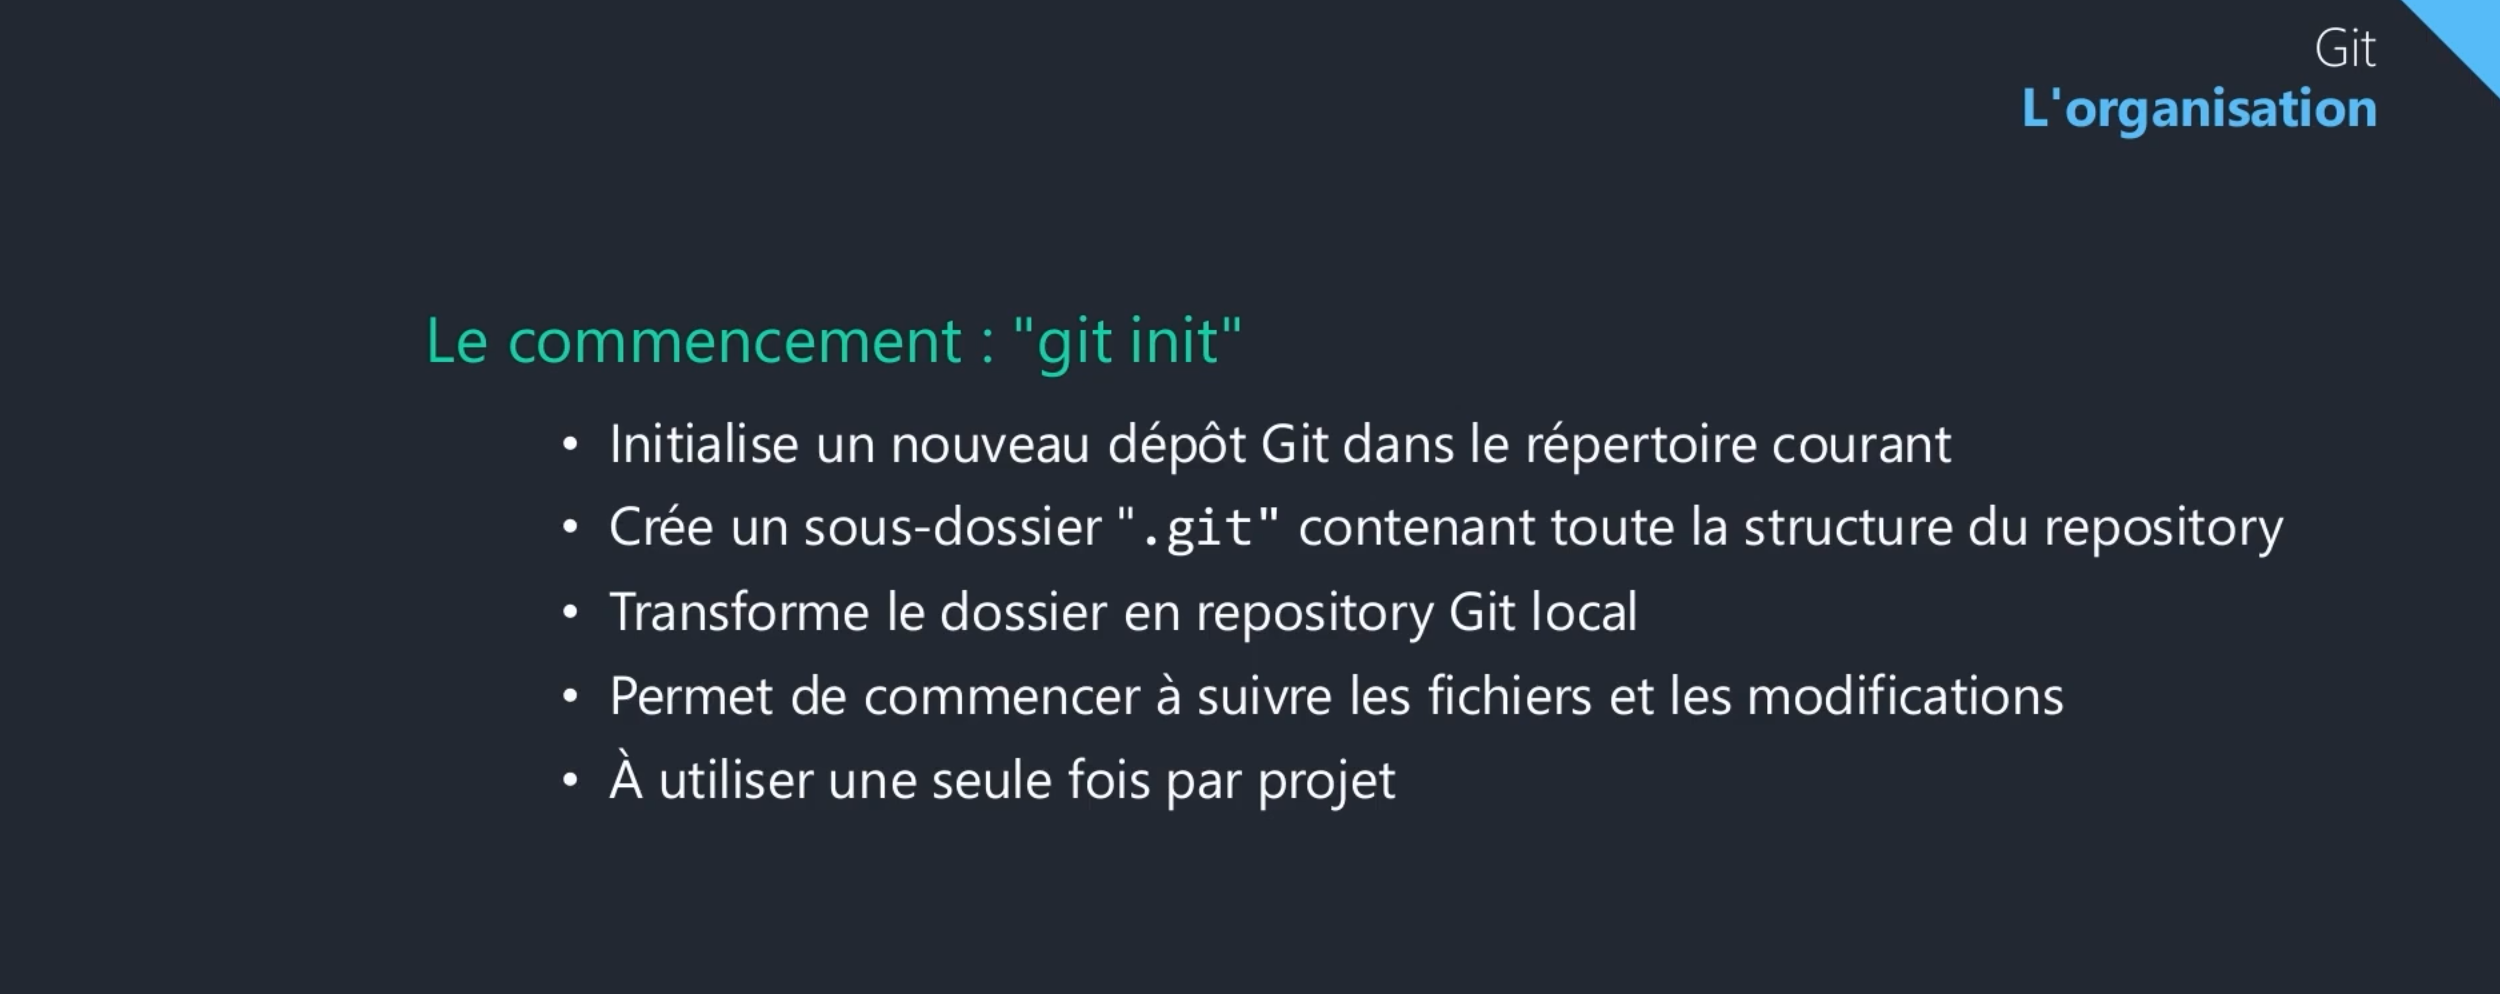 Git
L'organisation
Le commencement : "git init"
• Initialise un nouveau dépôt Git dans le répertoire courant
• Crée un sous-dossier ".git" contenant toute la structure du repository
• Transforme le dossier en repository Git local
• Permet de commencer à suivre les fichiers et les modifications
• À utiliser une seule fois par projet